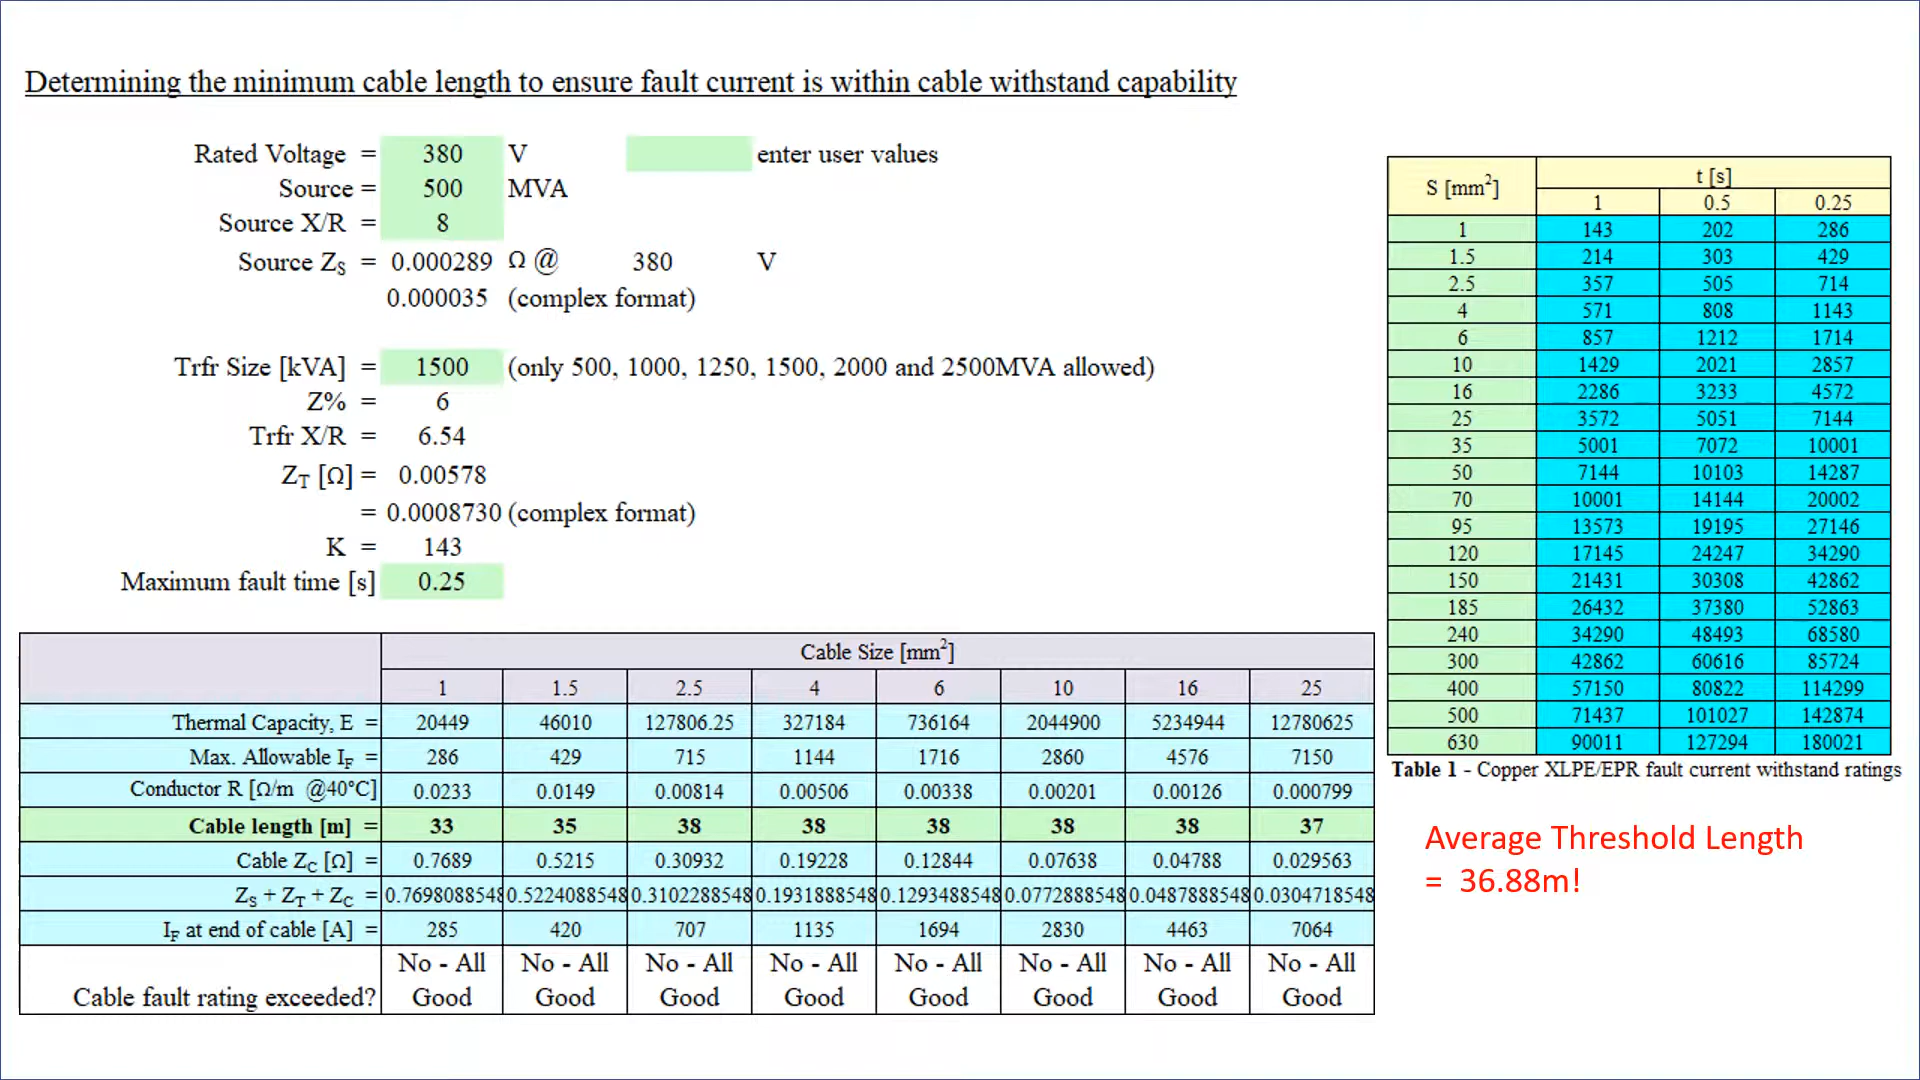 Determining the minimum cable length to ensure fault current is within cable withstand capability
Rated Voltage = 380 V enter user values
Source = 500 MVA
Source X/R = 8
Source ZS = 0.000289 Ω @ 380 V
0.000035 (complex format)
Trfr Size [kVA] = 1500 (only 500, 1000, 1250, 1500, 2000 and 2500MVA allowed)
Z% = 6
Trfr X/R = 6.54
ZT [Ω] = 0.00578
= 0.0008730 (complex format)
K = 143
Maximum fault time [s] 0.25
Cable Size [mm²]
1 1.5 2.5 4 6 10 16 25
Thermal Capacity, E = 20449 46010 127806.25 327184 736164 2044900 5234944 12780625
Max. Allowable IF = 286 429 715 1144 1716 2860 4576 7150
Conductor R [Ω/m @40°C] 0.0233 0.0149 0.00814 0.00506 0.00338 0.00201 0.00126 0.000799
Cable length [m] = 33 35 38 38 38 38 38 37
Cable ZC [Ω] = 0.7689 0.5215 0.30932 0.19228 0.12844 0.07638 0.04788 0.029563
ZS + ZT + ZC = 0.7698088548 0.5224088548 0.3102288548 0.1931888548 0.1293488548 0.0772888548 0.0487888548 0.0304718548
IF at end of cable [A] = 285 420 707 1135 1694 2830 4463 7064
No - All No - All No - All No - All No - All No - All No - All No - All
Cable fault rating exceeded? Good Good Good Good Good Good Good Good
S [mm²] t [s]
1 0.5 0.25
1 143 202 286
1.5 214 303 429
2.5 357 505 714
4 571 808 1143
6 857 1212 1714
10 1429 2021 2857
16 2286 3233 4572
25 3572 5051 7144
35 5001 7072 10001
50 7144 10103 14287
70 10001 14144 20002
95 13573 19195 27146
120 17145 24247 34290
150 21431 30308 42862
185 26432 37380 52863
240 34290 48493 68580
300 42862 60616 85724
400 57150 80822 114299
500 71437 101027 142874
630 90011 127294 180021
Table 1 - Copper XLPE/EPR fault current withstand ratings
Average Threshold Length
= 36.88m!